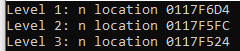 Level 1: n location 0117F6D4
Level 2: n location 0117F5FC
Level 3: n location 0117F524